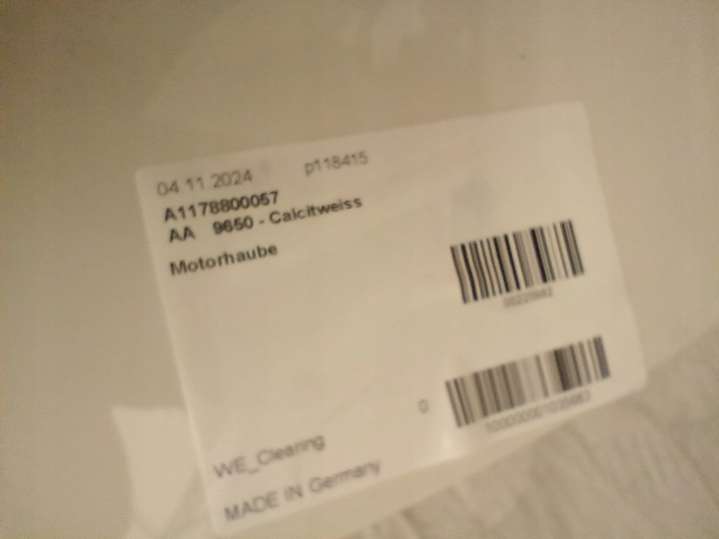 04.11.2024 p118415
A1178800057
AA 9650 - Calcitweiss
Motorhaube
0
WE_Clearing
MADE IN Germany